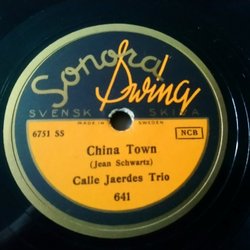 Sonora
Swing
SVENSK SKIVA
MADE IN SWEDEN
6751 SS
NCB
China Town
(Jean Schwartz)
Calle Jaerdes Trio
641